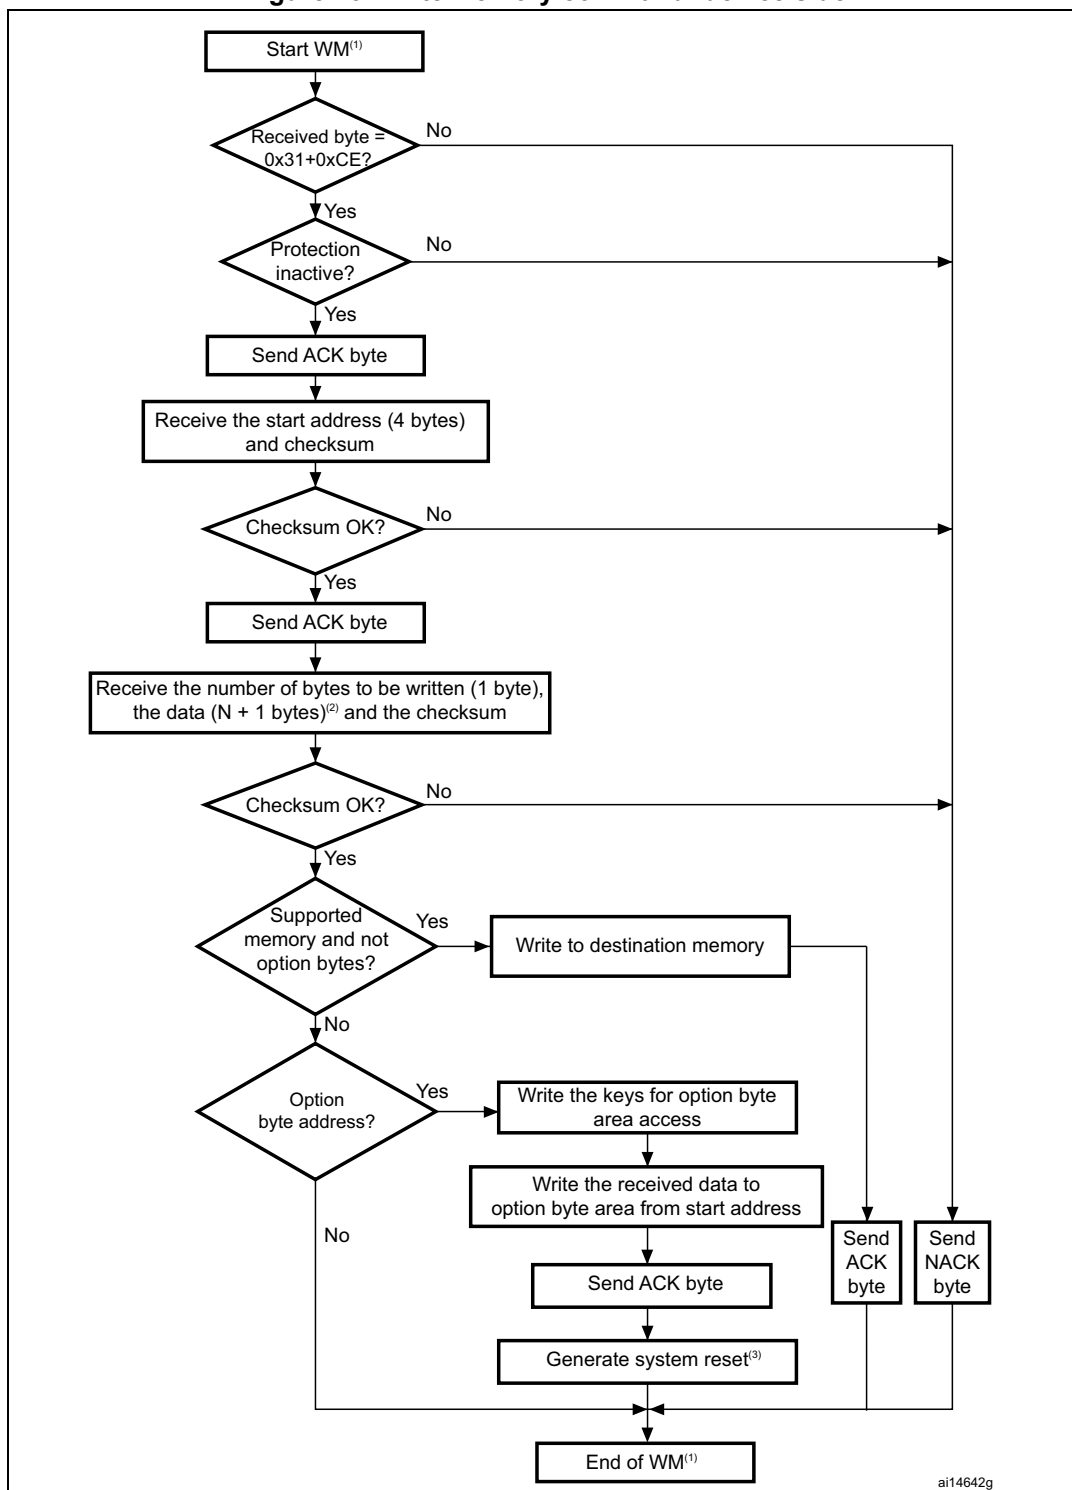 Start WM(1)
Received byte =
0x31+0xCE?
No
Yes
Protection
inactive?
No
Yes
Send ACK byte
Receive the start address (4 bytes)
and checksum
Checksum OK?
No
Yes
Send ACK byte
Receive the number of bytes to be written (1 byte),
the data (N + 1 bytes)(2) and the checksum
Checksum OK?
No
Yes
Supported
memory and not
option bytes?
Yes
Write to destination memory
No
Option
byte address?
Yes
Write the keys for option byte
area access
Write the received data to
option byte area from start address
No
Send
ACK
byte
Send
NACK
byte
Send ACK byte
Generate system reset(3)
End of WM(1)
ai14642g